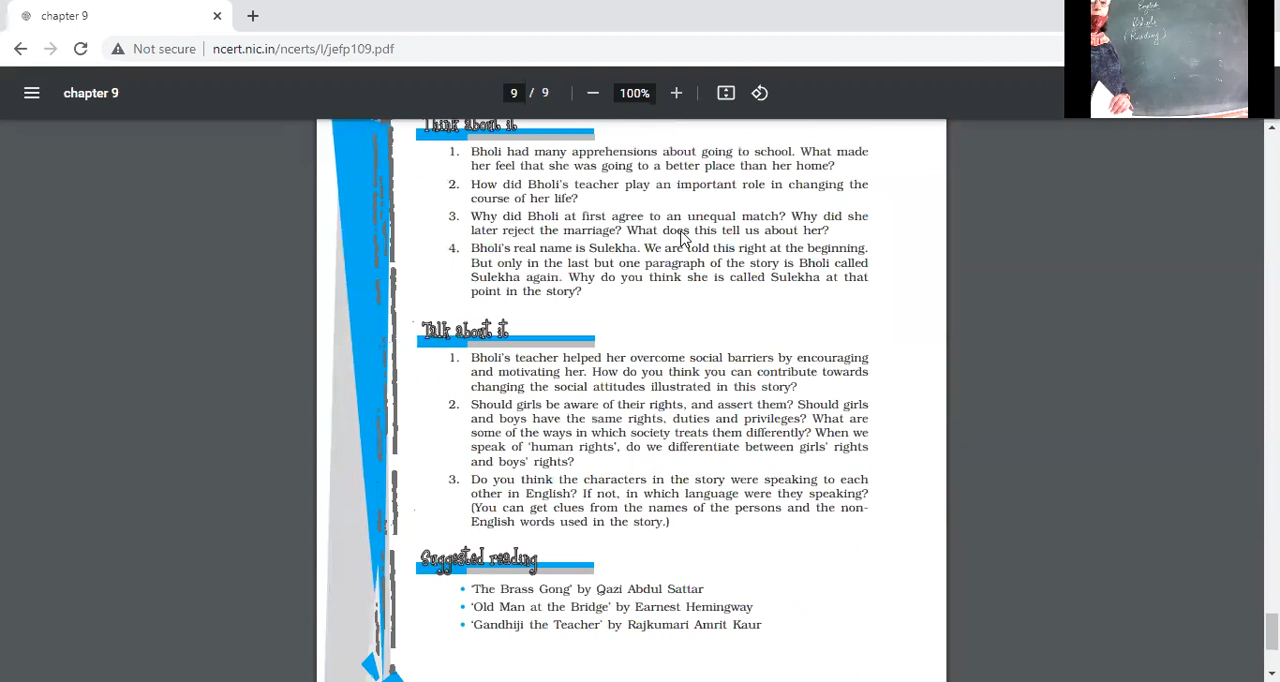 chapter 9
Not secure
ncert.nic.in/ncerts/l/jefp109.pdf
English
Bholi
(Reading)
chapter 9
9 / 9
100%
Think about it
1. Bholi had many apprehensions about going to school. What made
her feel that she was going to a better place than her home?
2. How did Bholi's teacher play an important role in changing the
course of her life?
3. Why did Bholi at first agree to an unequal match? Why did she
later reject the marriage? What does this tell us about her?
4. Bholi's real name is Sulekha. We are told this right at the beginning.
But only in the last but one paragraph of the story is Bholi called
Sulekha again. Why do you think she is called Sulekha at that
point in the story?
Talk about it
1. Bholi's teacher helped her overcome social barriers by encouraging
and motivating her. How do you think you can contribute towards
changing the social attitudes illustrated in this story?
2. Should girls be aware of their rights, and assert them? Should girls
and boys have the same rights, duties and privileges? What are
some of the ways in which society treats them differently? When we
speak of 'human rights', do we differentiate between girls' rights
and boys' rights?
3. Do you think the characters in the story were speaking to each
other in English? If not, in which language were they speaking?
(You can get clues from the names of the persons and the non-
English words used in the story.)
Suggested reading
• 'The Brass Gong' by Qazi Abdul Sattar
• 'Old Man at the Bridge' by Earnest Hemingway
• 'Gandhiji the Teacher' by Rajkumari Amrit Kaur